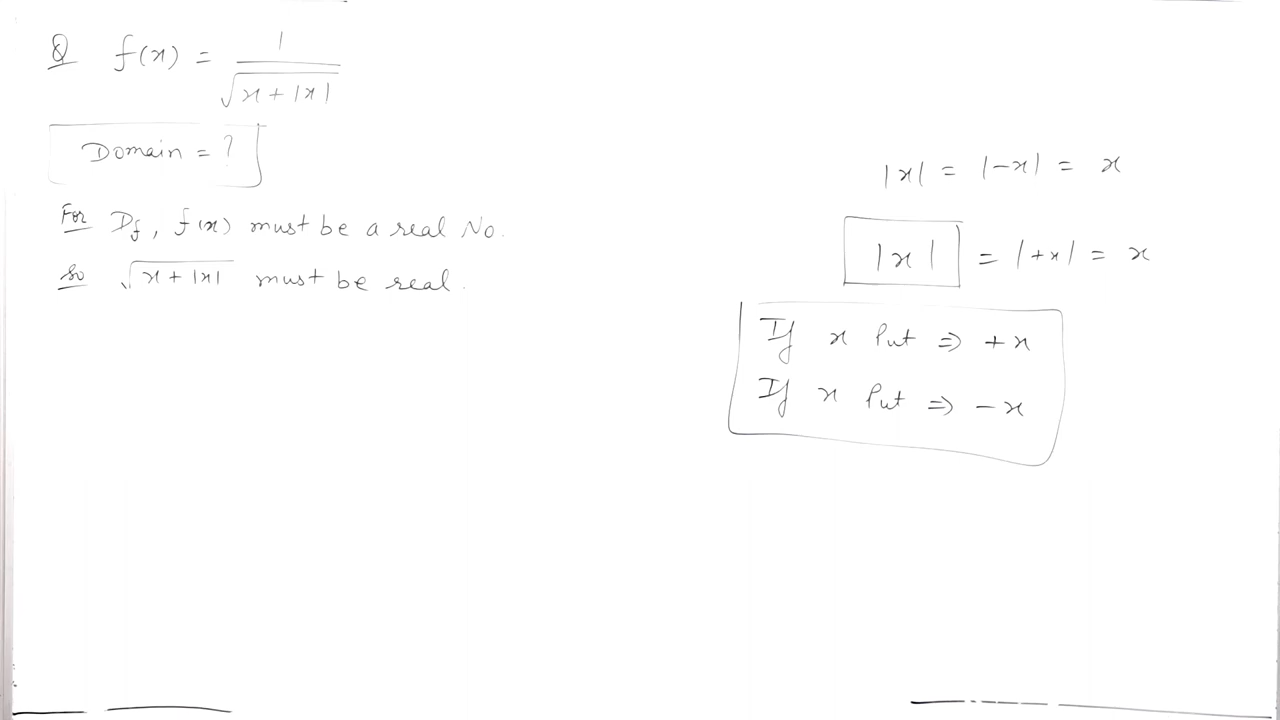 Q f(x) = 1/√(x+|x|)
Domain = ?
For Df, f(x) must be a real No.
So √(x+|x|) must be real.
|x| = |-x| = x
|x| = |+x| = x
If x Put ⇒ +x
If x Put ⇒ -x